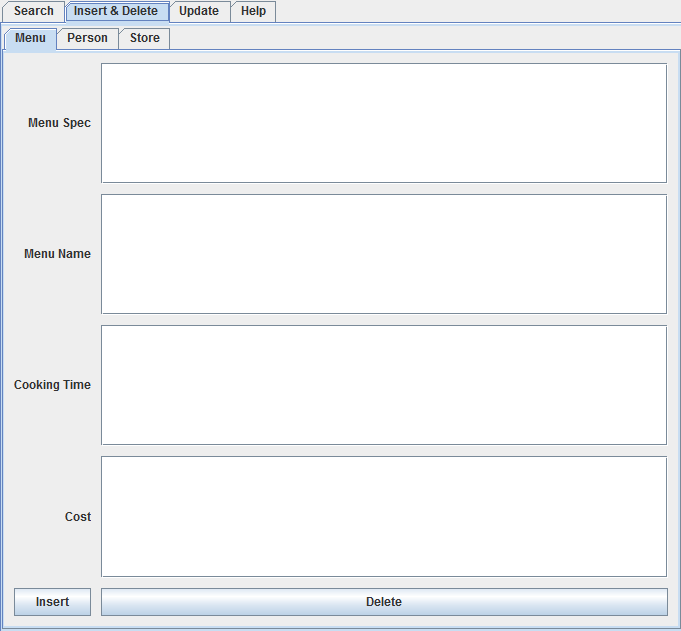 Search Insert & Delete Update Help
Menu Person Store
Menu Spec
Menu Name
Cooking Time
Cost
Insert Delete